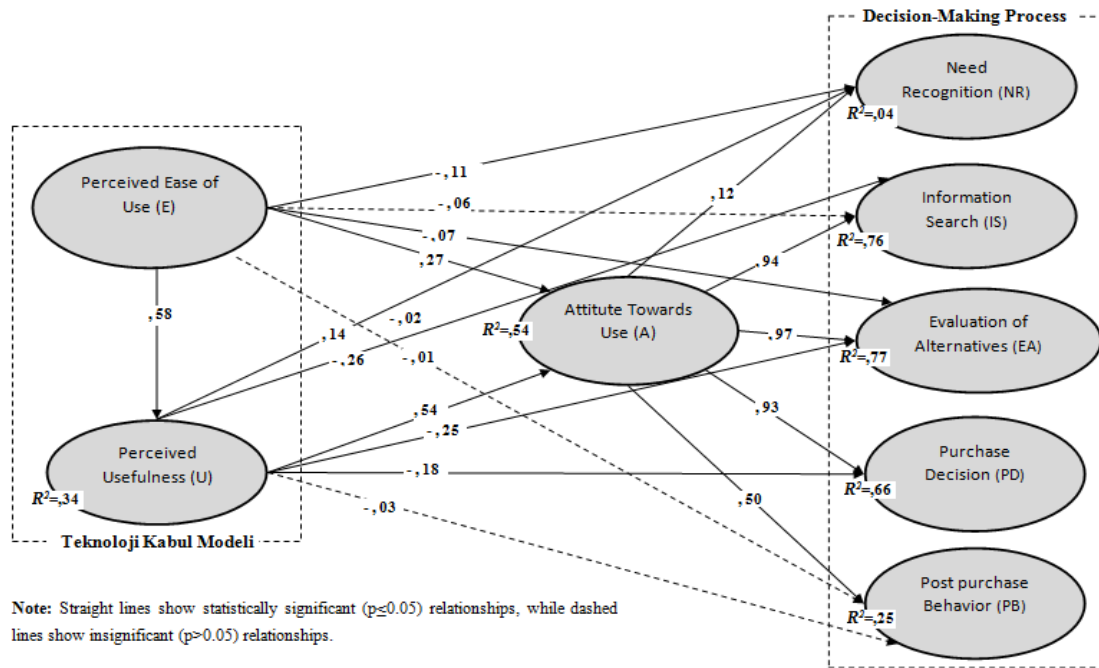 Decision-Making Process
Need
Recognition (NR)
R²=,04
Perceived Ease of
Use (E)
-,11
-,06
-,07
,27
,12
Information
Search (IS)
R²=,76
,94
,58
,14
-,02
-,01
-,26
R²=,54
Attitute Towards
Use (A)
,97
Evaluation of
Alternatives (EA)
R²=,77
,54
-,25
,93
Perceived
Usefulness (U)
R²=,34
-,18
-,03
,50
Purchase
Decision (PD)
R²=,66
Teknoloji Kabul Modeli
Post purchase
Behavior (PB)
R²=,25
Note: Straight lines show statistically significant (p≤0.05) relationships, while dashed
lines show insignificant (p>0.05) relationships.